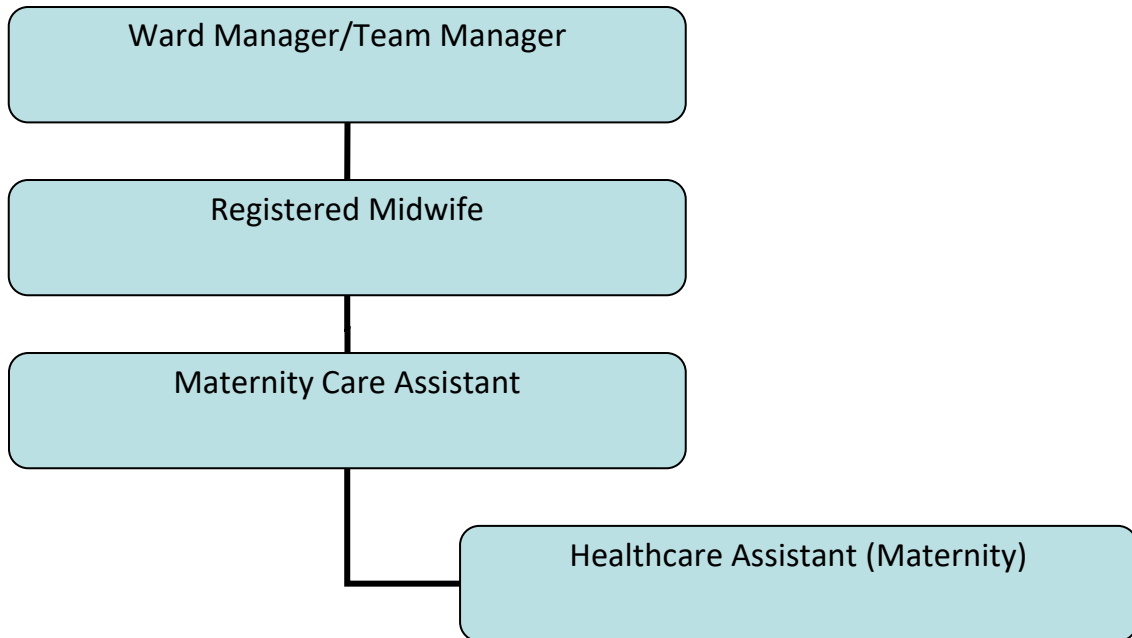 Ward Manager/Team Manager
Registered Midwife
Maternity Care Assistant
Healthcare Assistant (Maternity)